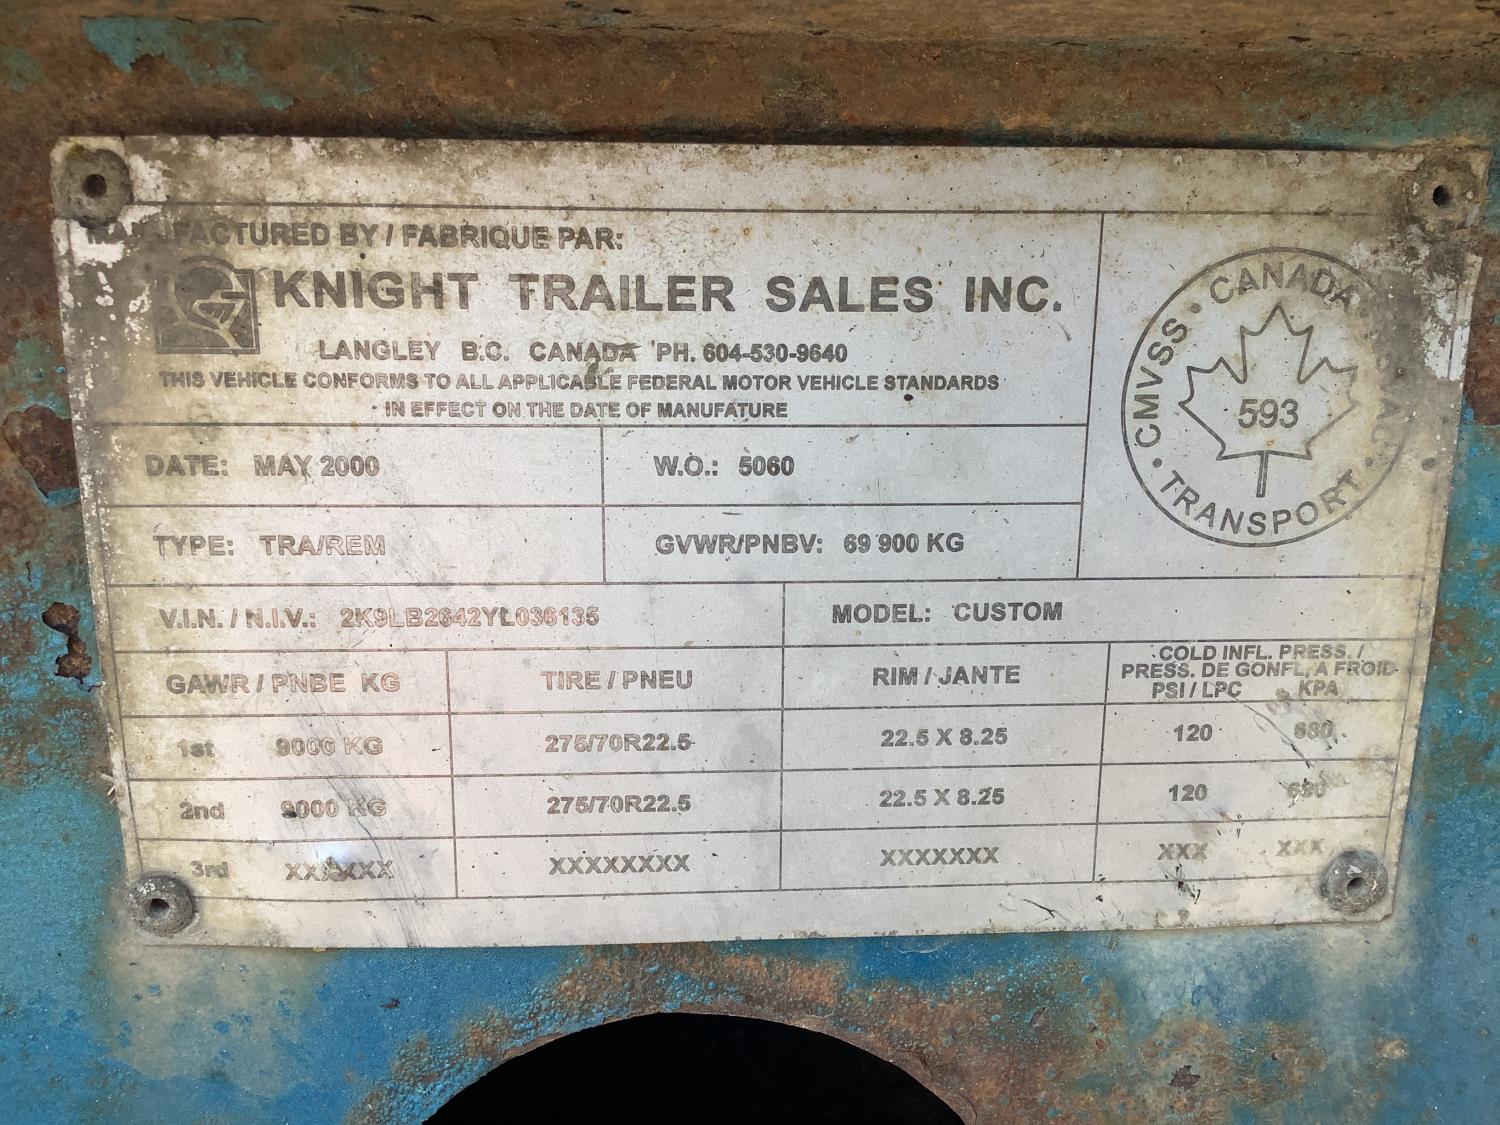 MANUFACTURED BY / FABRIQUE PAR:
KNIGHT TRAILER SALES INC.
LANGLEY B.C. CANADA PH. 604-530-9640
THIS VEHICLE CONFORMS TO ALL APPLICABLE FEDERAL MOTOR VEHICLE STANDARDS
IN EFFECT ON THE DATE OF MANUFATURE
CMVSS • CANADA
593
• TRANSPORT •
DATE: MAY 2000 W.O.: 5060
TYPE: TRA/REM GVWR/PNBV: 69 900 KG
V.I.N. / N.I.V.: 2K9LB2642YL036135 MODEL: CUSTOM
GAWR / PNBE KG TIRE / PNEU RIM / JANTE COLD INFL. PRESS. /
PRESS. DE GONFL, A FROID
PSI / LPC KPA
1st 9000 KG 275/70R22.5 22.5 X 8.25 120
2nd 9000 KG 275/70R22.5 22.5 X 8.25 120
3rd XXXXXXX XXXXXXXX XXXXXXX XXX XXX